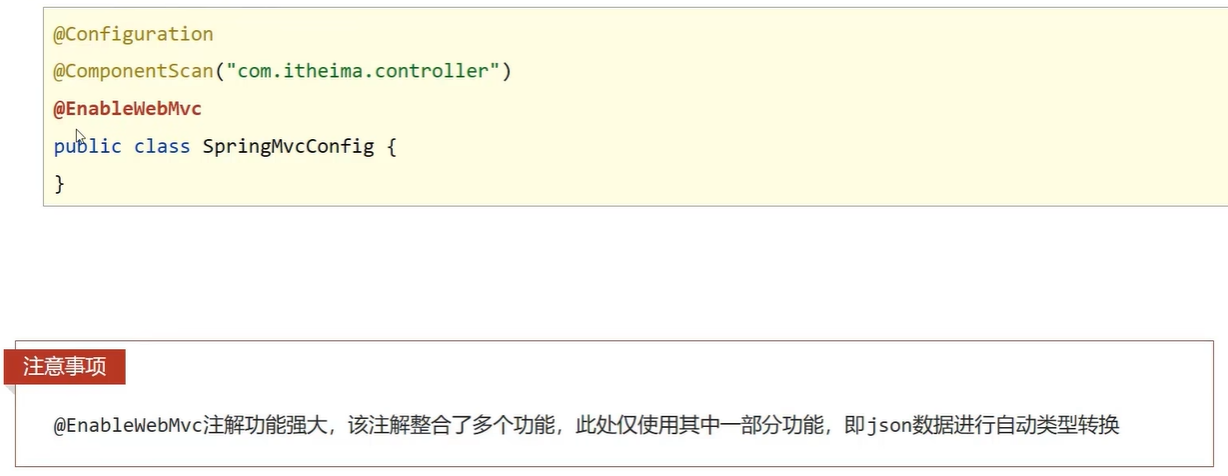 @Configuration
@ComponentScan("com.itheima.controller")
@EnableWebMvc
public class SpringMvcConfig {
}
注意事项
@EnableWebMvc注解功能强大，该注解整合了多个功能，此处仅使用其中一部分功能，即json数据进行自动类型转换